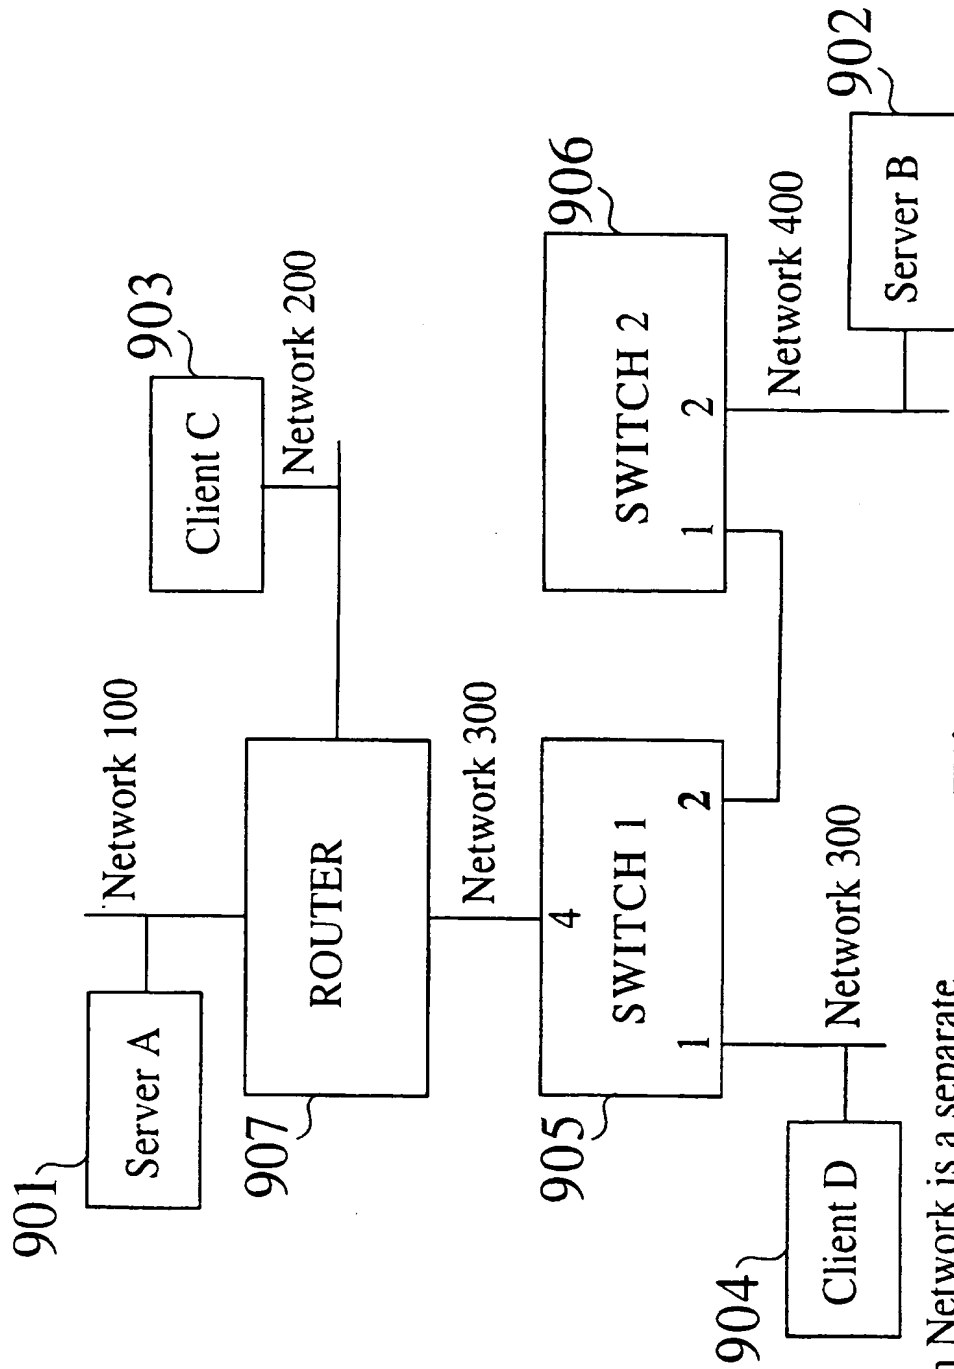 901
Server A
Network 100
903
Client C
Network 200
907
ROUTER
Network 300
905
SWITCH 1
4
1
2
906
SWITCH 2
1
2
904
Client D
Network 300
Network 400
902
Server B
Network is a separate